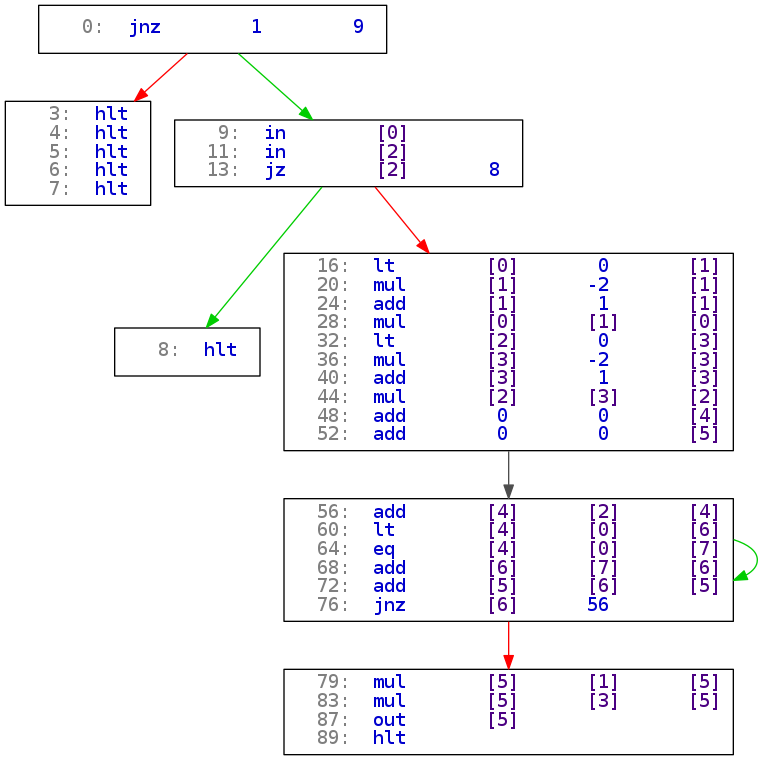 0: jnz 1 9
3: hlt
4: hlt
5: hlt
6: hlt
7: hlt
9: in [0]
11: in [2]
13: jz [2] 8
8: hlt
16: lt [0] 0 [1]
20: mul [1] -2 [1]
24: add [1] 1 [1]
28: mul [0] [1] [0]
32: lt [2] 0 [3]
36: mul [3] -2 [3]
40: add [3] 1 [3]
44: mul [2] [3] [2]
48: add 0 0 [4]
52: add 0 0 [5]
56: add [4] [2] [4]
60: lt [4] [0] [6]
64: eq [4] [0] [7]
68: add [6] [7] [6]
72: add [5] [6] [5]
76: jnz [6] 56
79: mul [5] [1] [5]
83: mul [5] [3] [5]
87: out [5]
89: hlt